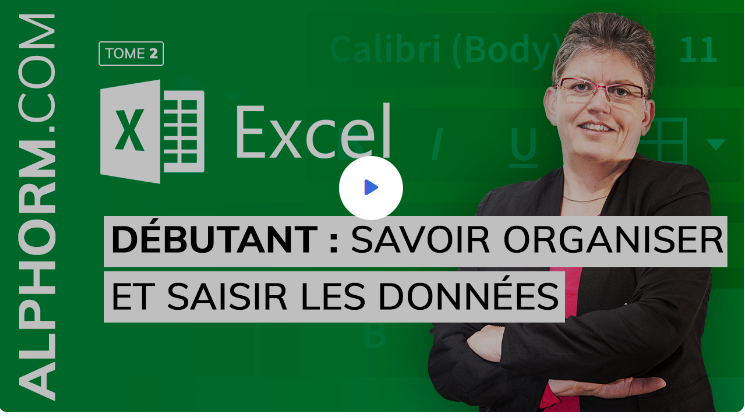 ALPHORM.COM
TOME 2
Calibri (Body)
11
X
Excel
I
U
DÉBUTANT : SAVOIR ORGANISER
ET SAISIR LES DONNÉES
B